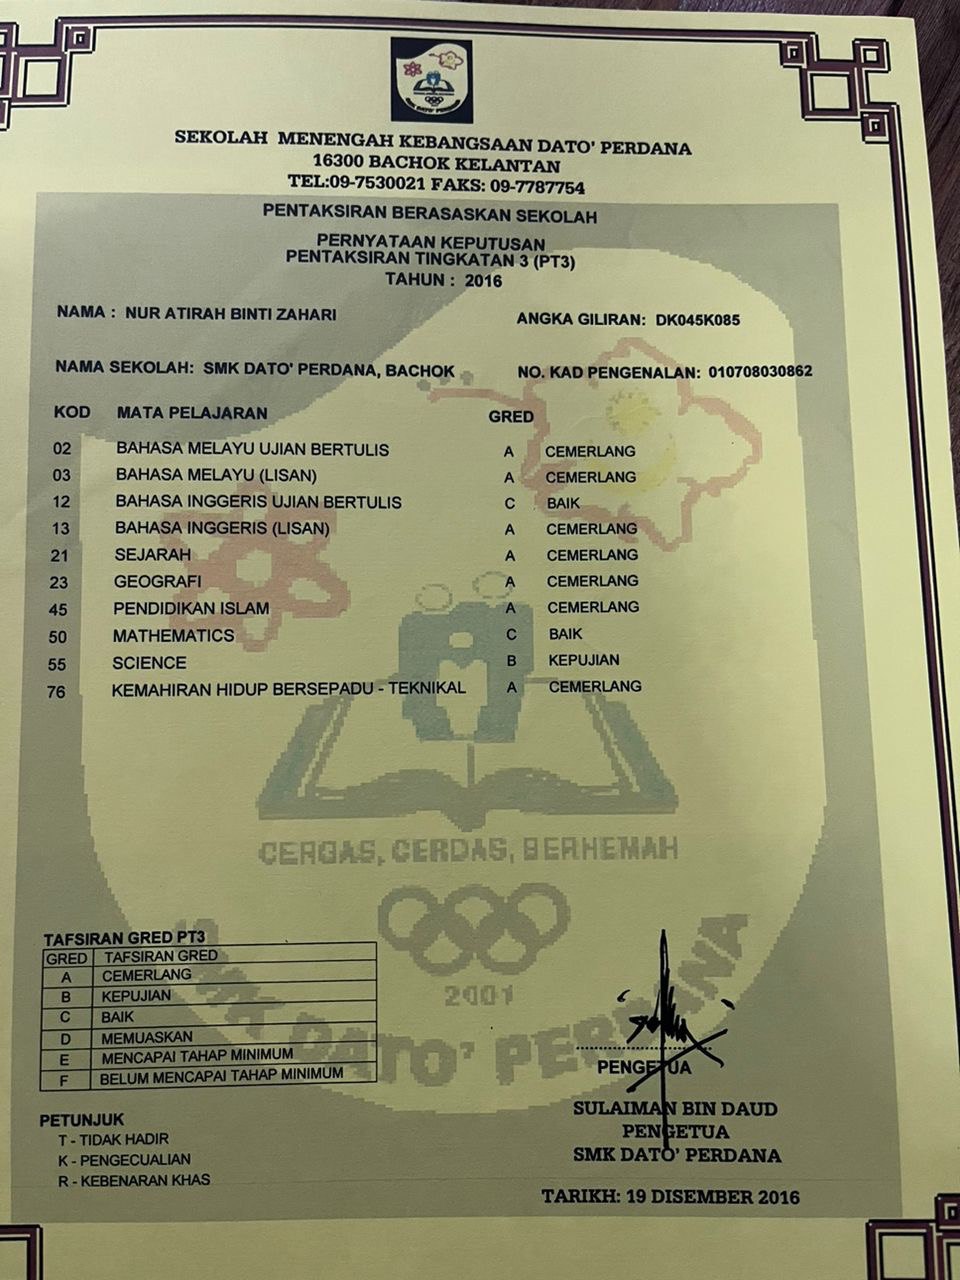 SMK DATO' PERDANA
SEKOLAH MENENGAH KEBANGSAAN DATO' PERDANA
16300 BACHOK KELANTAN
TEL:09-7530021 FAKS: 09-7787754
PENTAKSIRAN BERASASKAN SEKOLAH
PERNYATAAN KEPUTUSAN
PENTAKSIRAN TINGKATAN 3 (PT3)
TAHUN : 2016
NAMA : NUR ATIRAH BINTI ZAHARI
ANGKA GILIRAN: DK045K085
NAMA SEKOLAH: SMK DATO' PERDANA, BACHOK
NO. KAD PENGENALAN: 010708030862
KOD MATA PELAJARAN GRED
02 BAHASA MELAYU UJIAN BERTULIS A CEMERLANG
03 BAHASA MELAYU (LISAN) A CEMERLANG
12 BAHASA INGGERIS UJIAN BERTULIS C BAIK
13 BAHASA INGGERIS (LISAN) A CEMERLANG
21 SEJARAH A CEMERLANG
23 GEOGRAFI A CEMERLANG
45 PENDIDIKAN ISLAM A CEMERLANG
50 MATHEMATICS C BAIK
55 SCIENCE B KEPUJIAN
76 KEMAHIRAN HIDUP BERSEPADU - TEKNIKAL A CEMERLANG
CERGAS, CERDAS, BERHEMAH
2001
SMK DATO' PERDANA
TAFSIRAN GRED PT3
GRED TAFSIRAN GRED
A CEMERLANG
B KEPUJIAN
C BAIK
D MEMUASKAN
E MENCAPAI TAHAP MINIMUM
F BELUM MENCAPAI TAHAP MINIMUM
PETUNJUK
T - TIDAK HADIR
K - PENGECUALIAN
R - KEBENARAN KHAS
PENGETUA
SULAIMAN BIN DAUD
PENGETUA
SMK DATO' PERDANA
TARIKH: 19 DISEMBER 2016